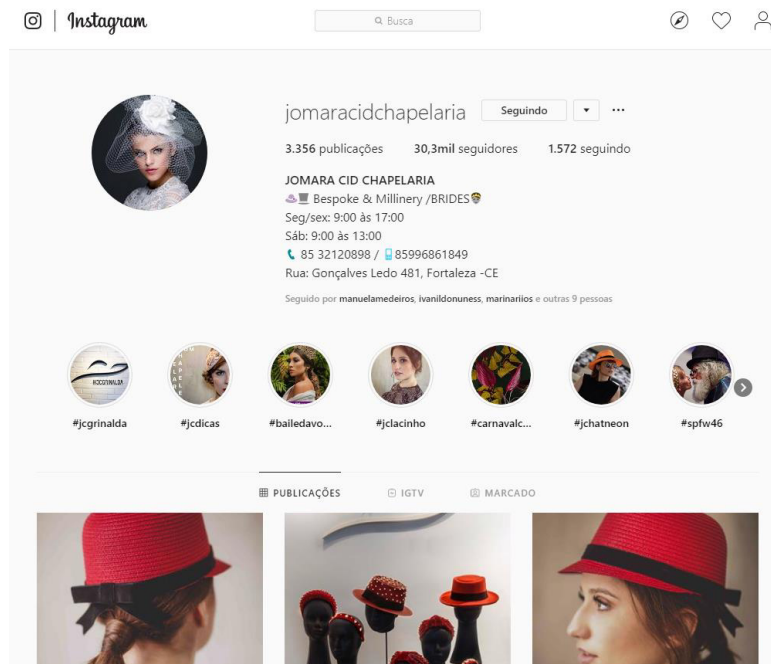 Instagram
Busca
jomaracidchapelaria Seguindo
3.356 publicações 30,3mil seguidores 1.572 seguindo
JOMARA CID CHAPELARIA
Bespoke & Millinery /BRIDES
Seg/sex: 9:00 às 17:00
Sáb: 9:00 às 13:00
85 32120898 / 85996861849
Rua: Gonçalves Ledo 481, Fortaleza -CE
Seguido por manuelamedeiros, ivanildonuness, marinariios e outras 9 pessoas
#JCGRINALDA
#jcgrinalda #jcdicas #bailedavo... #jclacinho #carnavalc... #jchatneon #spfw46
PUBLICAÇÕES IGTV MARCADO